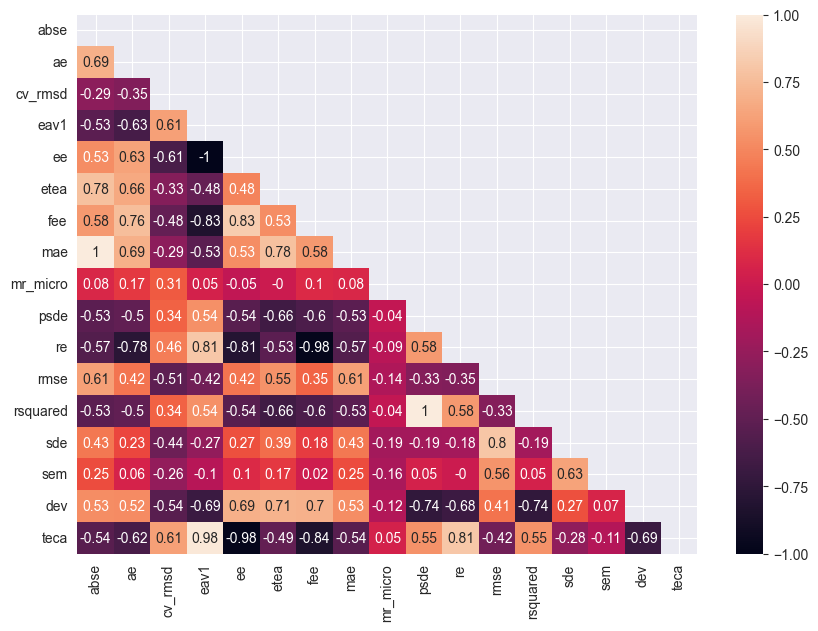 abse
ae 0.69
cv_rmsd -0.29 -0.35
eav1 -0.53 -0.63 0.61
ee 0.53 0.63 -0.61 -1
etea 0.78 0.66 -0.33 -0.48 0.48
fee 0.58 0.76 -0.48 -0.83 0.83 0.53
mae 1 0.69 -0.29 -0.53 0.53 0.78 0.58
mr_micro 0.08 0.17 0.31 0.05 -0.05 -0 0.1 0.08
psde -0.53 -0.5 0.34 0.54 -0.54 -0.66 -0.6 -0.53 -0.04
re -0.57 -0.78 0.46 0.81 -0.81 -0.53 -0.98 -0.57 -0.09 0.58
rmse 0.61 0.42 -0.51 -0.42 0.42 0.55 0.35 0.61 -0.14 -0.33 -0.35
rsquared -0.53 -0.5 0.34 0.54 -0.54 -0.66 -0.6 -0.53 -0.04 1 0.58 -0.33
sde 0.43 0.23 -0.44 -0.27 0.27 0.39 0.18 0.43 -0.19 -0.19 -0.18 0.8 -0.19
sem 0.25 0.06 -0.26 -0.1 0.1 0.17 0.02 0.25 -0.16 0.05 -0 0.56 0.05 0.63
dev 0.53 0.52 -0.54 -0.69 0.69 0.71 0.7 0.53 -0.12 -0.74 -0.68 0.41 -0.74 0.27 0.07
teca -0.54 -0.62 0.61 0.98 -0.98 -0.49 -0.84 -0.54 0.05 0.55 0.81 -0.42 0.55 -0.28 -0.11 -0.69
abse ae cv_rmsd eav1 ee etea fee mae mr_micro psde re rmse rsquared sde sem dev teca
1.00
0.75
0.50
0.25
0.00
−0.25
−0.50
−0.75
−1.00